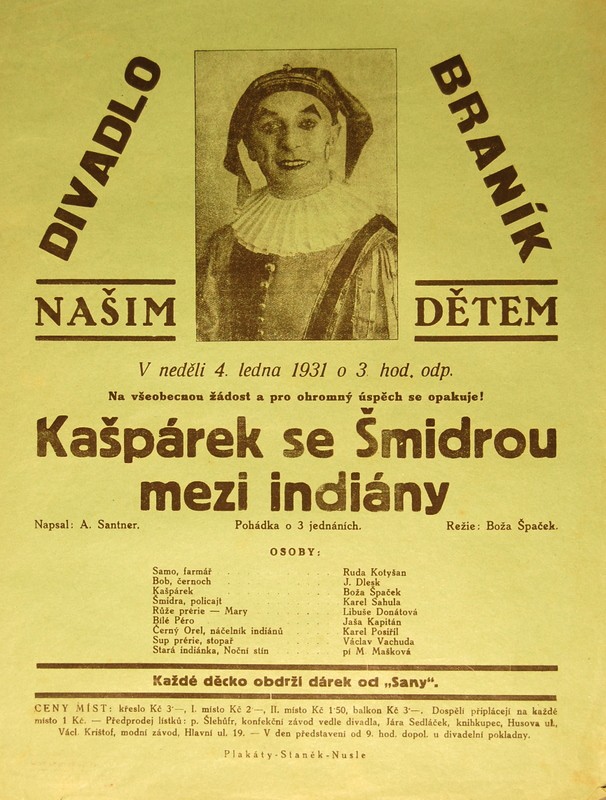 DIVADLO BRANÍK
NAŠIM DĚTEM
V neděli 4. ledna 1931 o 3 hod. odp.
Na všeobecnou žádost a pro ohromný úspěch se opakuje!
Kašpárek se Šmidrou
mezi indiány
Napsal: A. Santner. Pohádka o 3 jednáních. Režie: Boža Špaček.
OSOBY:
Samo, farmář Ruda Kotyšan
Bob, černoch J. Dlesk
Kašpárek Boža Špaček
Šmidra, policajt Karel Sahula
Růže prérie — Mary Libuše Donátová
Bílé Péro Jaša Kapitán
Černý Orel, náčelník indiánů Karel Posiřil
Sup prérie, stopař Václav Vachuda
Stará indiánka, Noční stín pí M. Mašková
Každé děcko obdrží dárek od „Sany“.
CENY MÍST: křeslo Kč 3·—, I. místo Kč 2·—, II. místo Kč 1·50, balkon Kč 3·—. Dospělí připlácejí na každé
místo 1 Kč. — Předprodej lístků: p. Šlehůfr, konfekční závod vedle divadla, Jára Sedláček, knihkupec, Husova ul.,
Václ. Krištof, modní závod, Hlavní ul. 19. — V den představení od 9. hod. dopol. u divadelní pokladny.
Plakáty-Staněk-Nusle